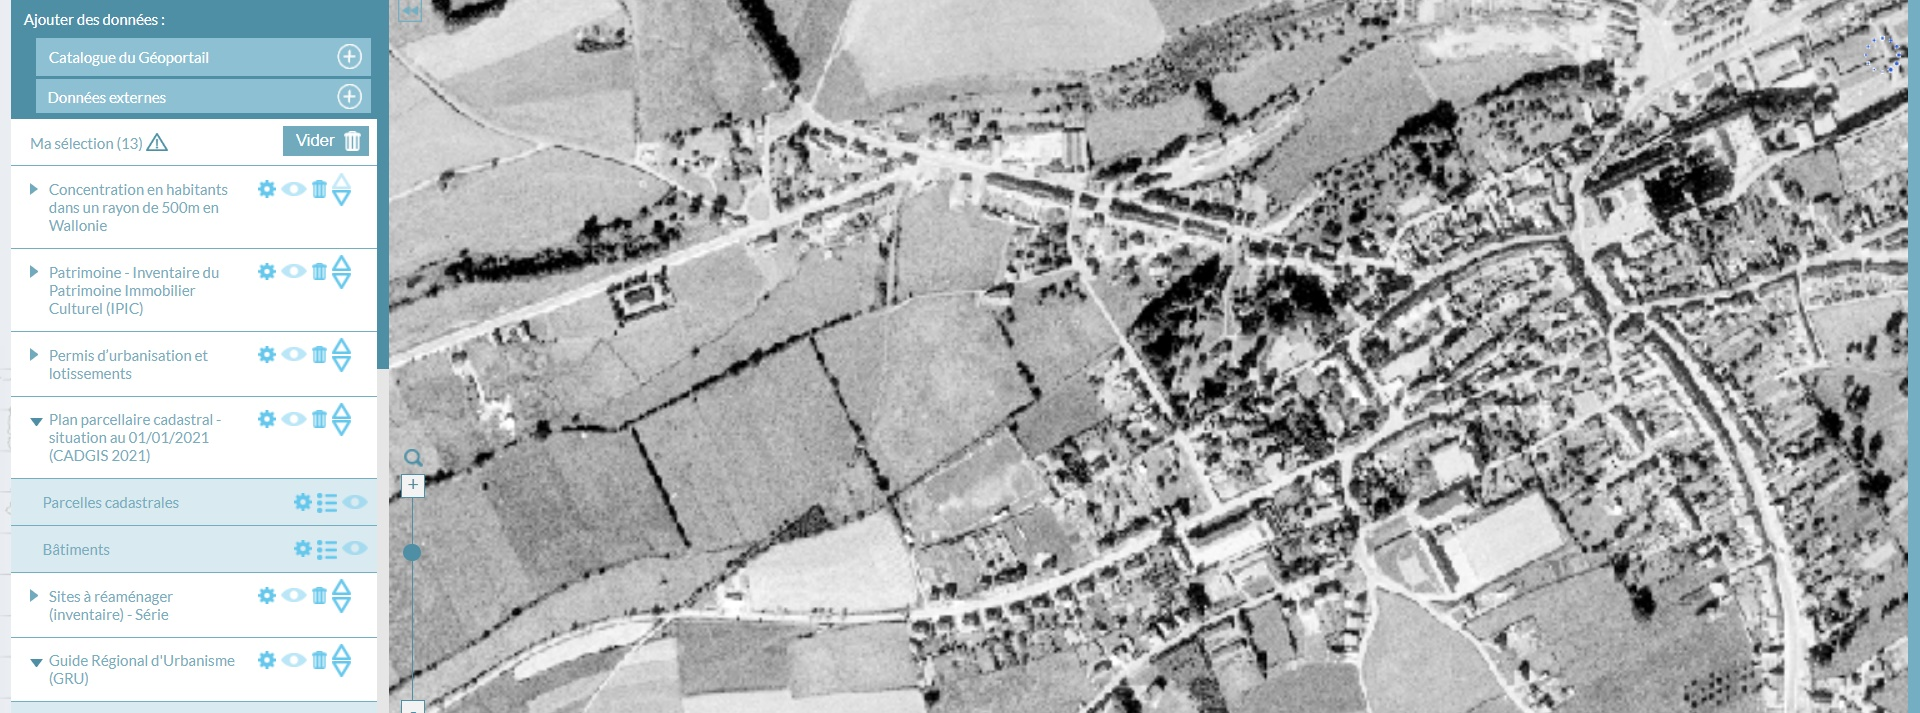 Ajouter des données :
Catalogue du Géoportail
Données externes
Ma sélection (13)
Vider
Concentration en habitants
dans un rayon de 500m en
Wallonie
Patrimoine - Inventaire du
Patrimoine Immobilier
Culturel (IPIC)
Permis d’urbanisation et
lotissements
Plan parcellaire cadastral -
situation au 01/01/2021
(CADGIS 2021)
Parcelles cadastrales
Bâtiments
Sites à réaménager
(inventaire) - Série
Guide Régional d'Urbanisme
(GRU)